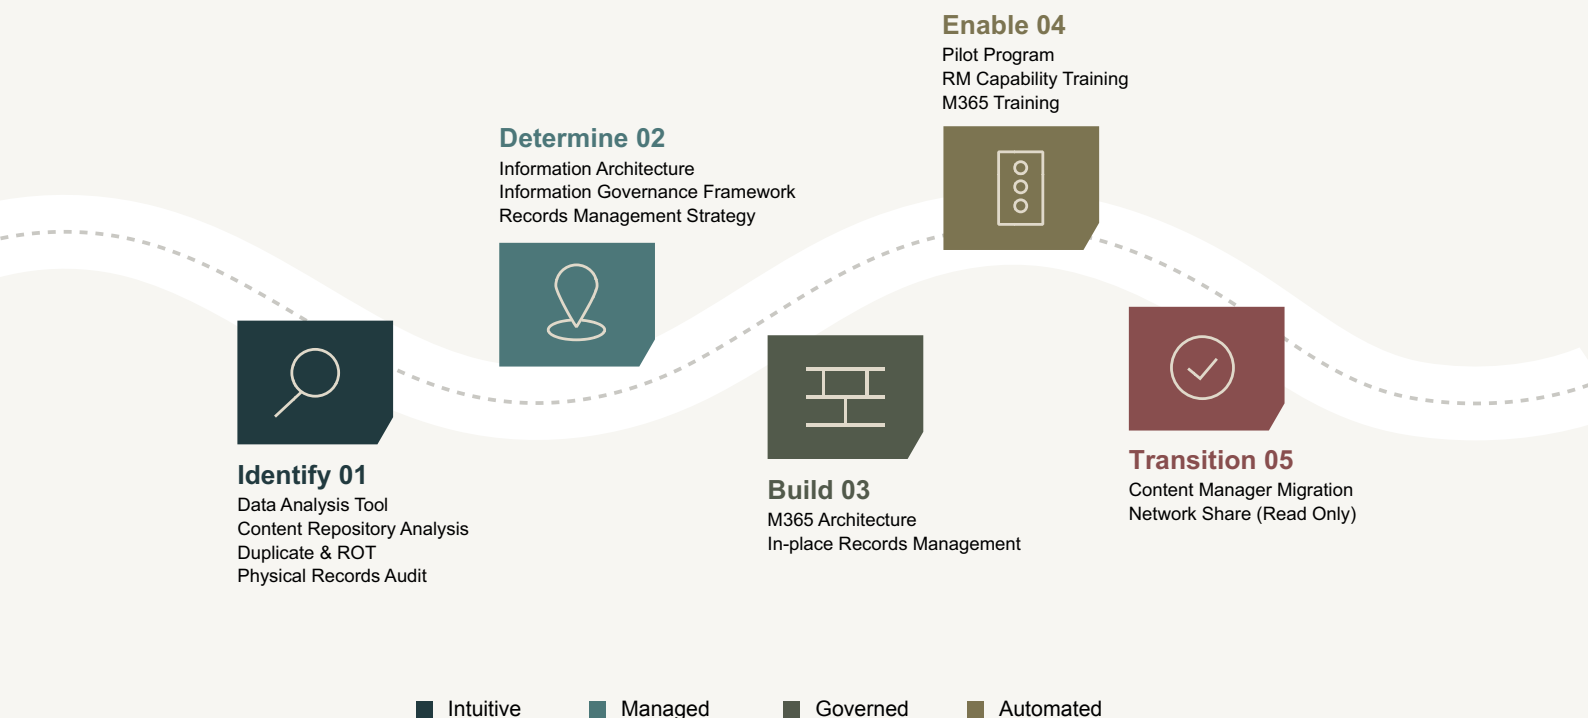 Identify 01
Data Analysis Tool
Content Repository Analysis
Duplicate & ROT
Physical Records Audit
Determine 02
Information Architecture
Information Governance Framework
Records Management Strategy
Build 03
M365 Architecture
In-place Records Management
Enable 04
Pilot Program
RM Capability Training
M365 Training
Transition 05
Content Manager Migration
Network Share (Read Only)
Intuitive
Managed
Governed
Automated